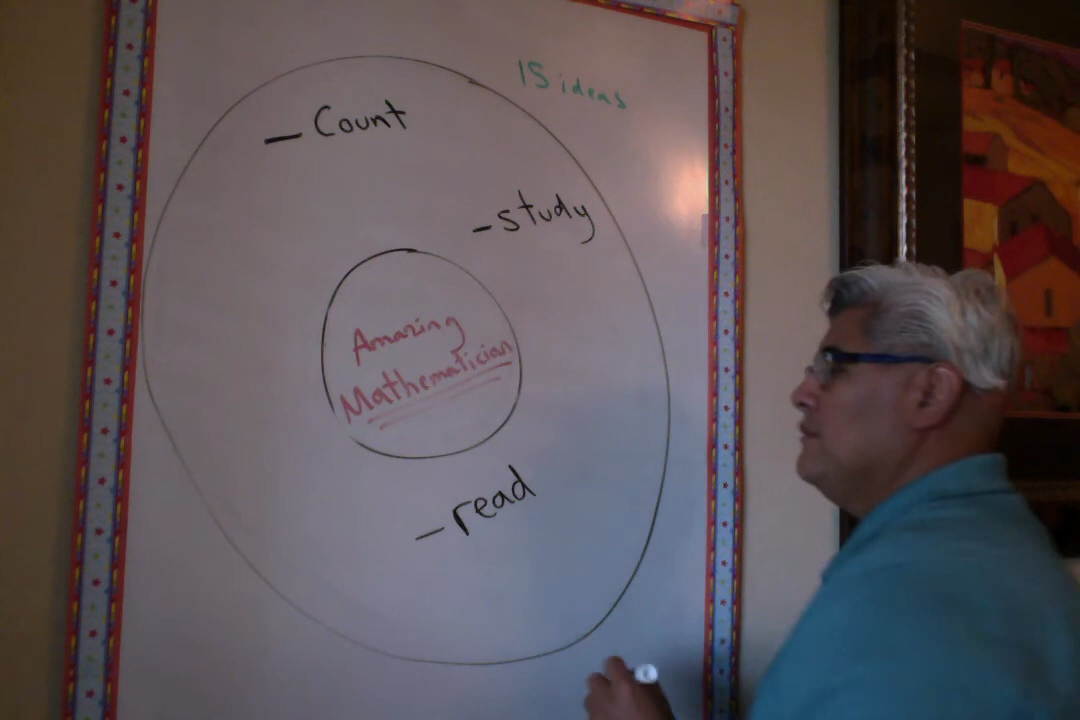 15 ideas
- Count
- study
Amazing
Mathematician
- read